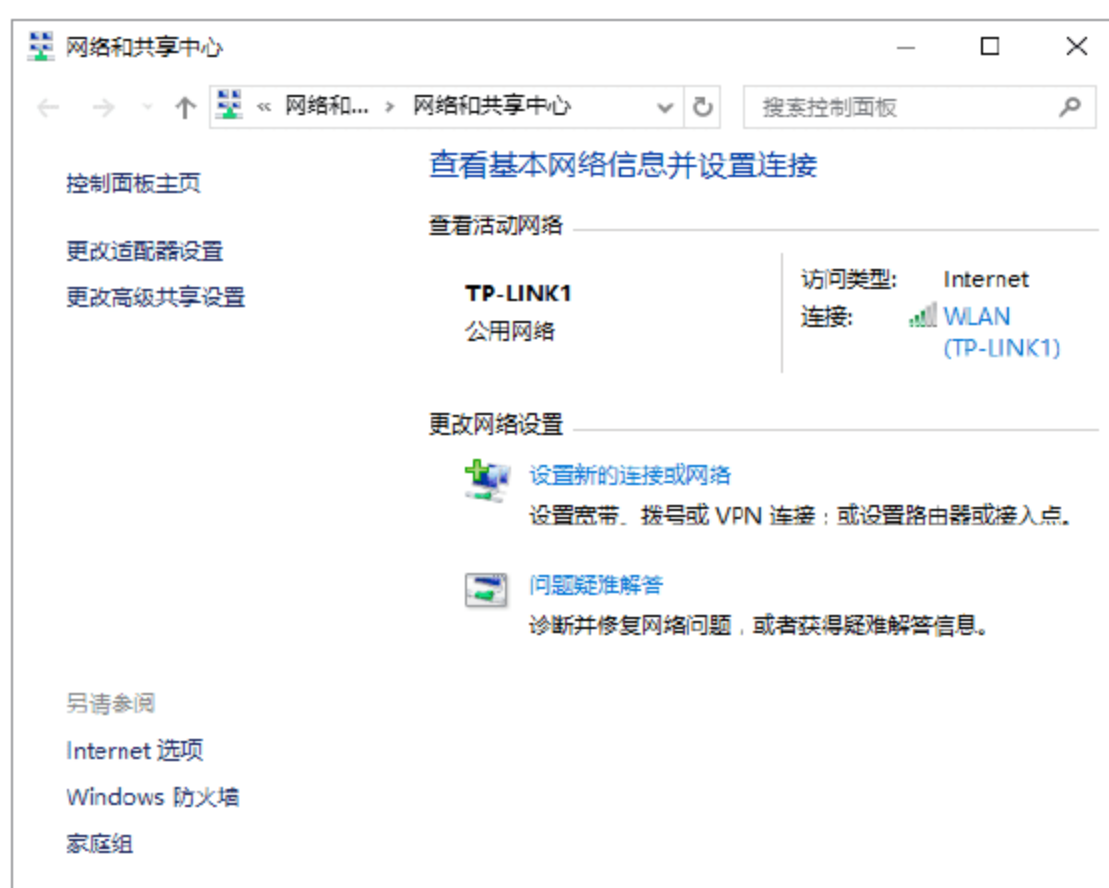 网络和共享中心
« 网络和... › 网络和共享中心
搜索控制面板
控制面板主页
更改适配器设置
更改高级共享设置
查看基本网络信息并设置连接
查看活动网络
TP-LINK1
公用网络
访问类型: Internet
连接: WLAN
(TP-LINK1)
更改网络设置
设置新的连接或网络
设置宽带、拨号或 VPN 连接；或设置路由器或接入点。
问题疑难解答
诊断并修复网络问题，或者获得疑难解答信息。
另请参阅
Internet 选项
Windows 防火墙
家庭组